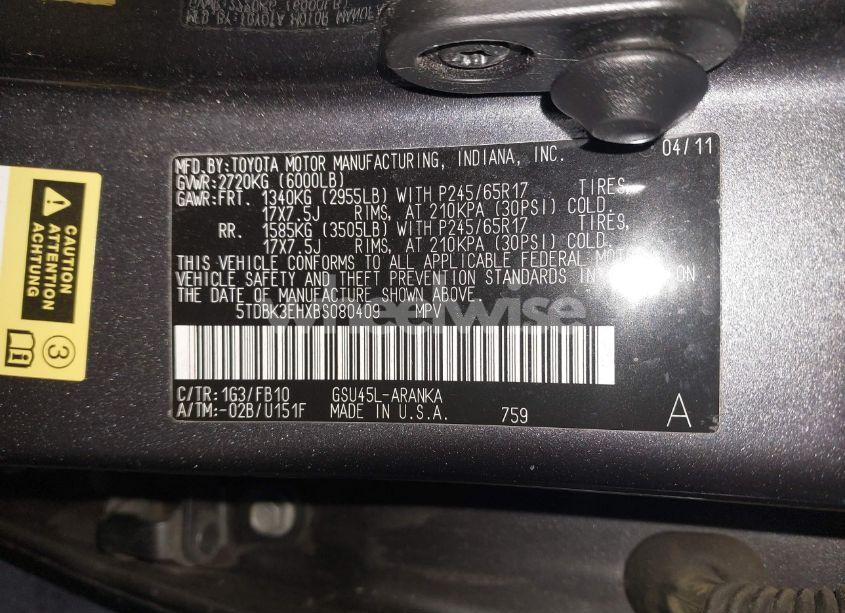 MFD.BY:TOYOTA MOTOR MANUFACTURING, INDIANA, INC. 04/11
GVWR:2720KG (6000LB)
GAWR:FRT. 1340KG (2955LB) WITH P245/65R17 TIRES,
17X7.5J RIMS, AT 210KPA (30PSI) COLD.
RR. 1585KG (3505LB) WITH P245/65R17 TIRES,
17X7.5J RIMS, AT 210KPA (30PSI) COLD.
THIS VEHICLE CONFORMS TO ALL APPLICABLE FEDERAL MOTOR
VEHICLE SAFETY AND THEFT PREVENTION STANDARDS IN
THE DATE OF MANUFACTURE SHOWN ABOVE.
5TDBK3EHXBS080409 MPV
wheelwise
C/TR: 1G3/FB10 GSU45L-ARANKA
A/TM:-02B/U151F MADE IN U.S.A. 759 A
CAUTION
ATTENTION
ACHTUNG
3